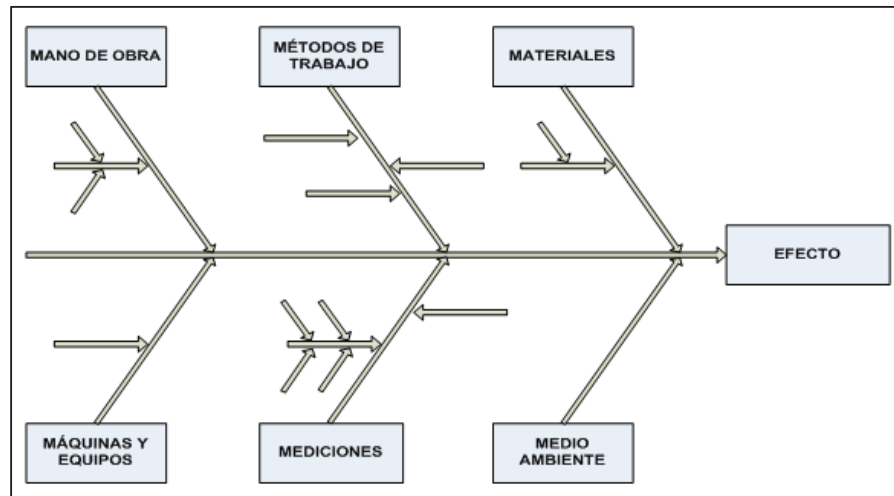 MANO DE OBRA
MÉTODOS DE
TRABAJO
MATERIALES
EFECTO
MÁQUINAS Y
EQUIPOS
MEDICIONES
MEDIO
AMBIENTE